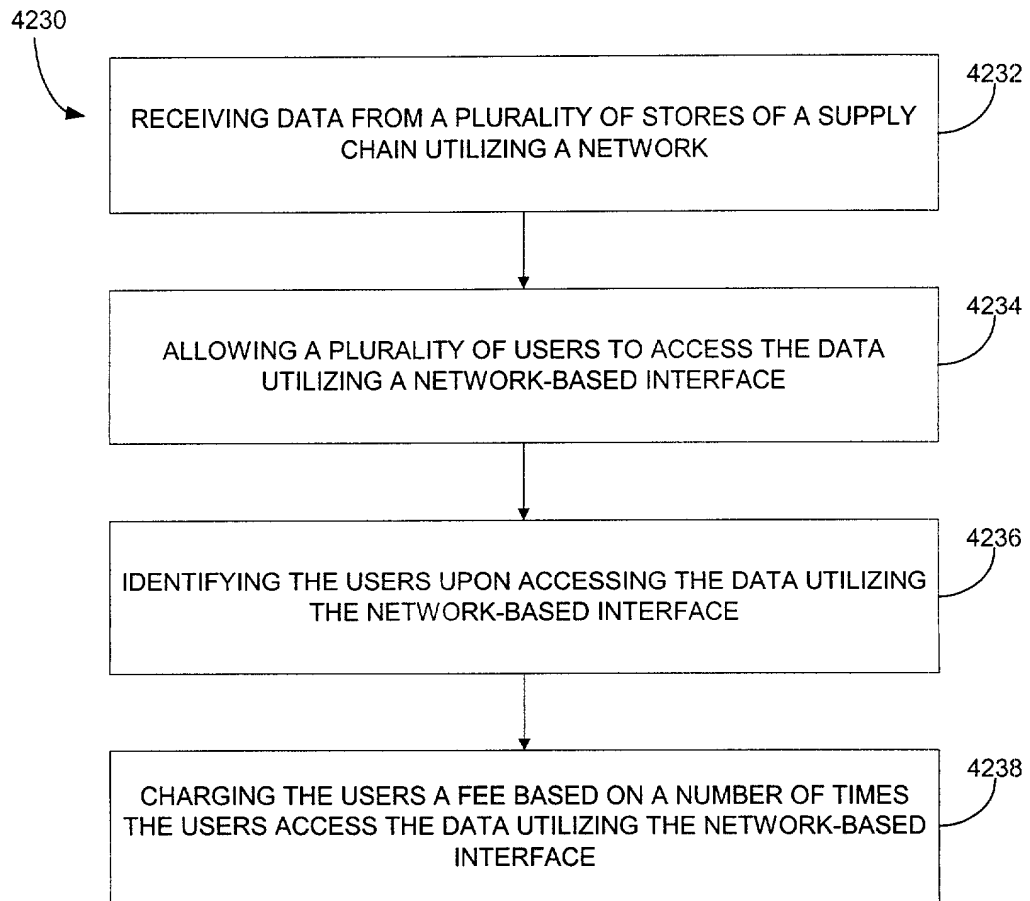 4230
4232
RECEIVING DATA FROM A PLURALITY OF STORES OF A SUPPLY
CHAIN UTILIZING A NETWORK
4234
ALLOWING A PLURALITY OF USERS TO ACCESS THE DATA
UTILIZING A NETWORK-BASED INTERFACE
4236
IDENTIFYING THE USERS UPON ACCESSING THE DATA UTILIZING
THE NETWORK-BASED INTERFACE
4238
CHARGING THE USERS A FEE BASED ON A NUMBER OF TIMES
THE USERS ACCESS THE DATA UTILIZING THE NETWORK-BASED
INTERFACE